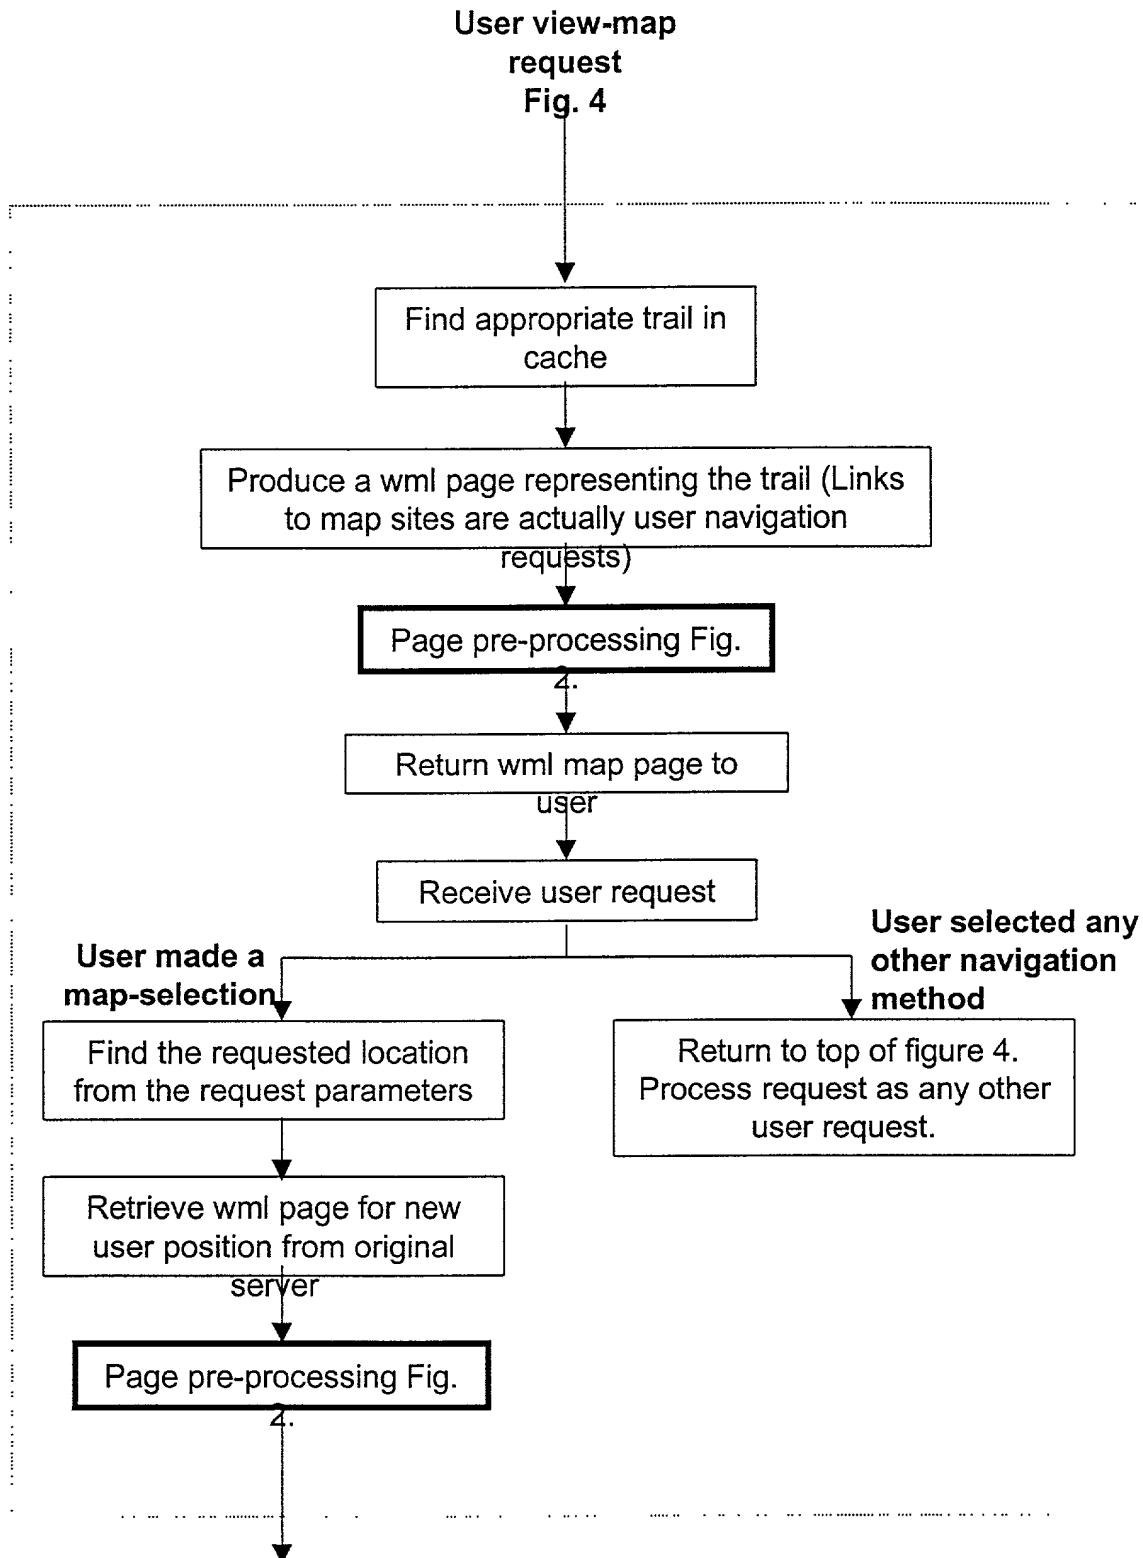 User view-map
request
Fig. 4
Find appropriate trail in
cache
Produce a wml page representing the trail (Links
to map sites are actually user navigation
requests)
Page pre-processing Fig.
2.
Return wml map page to
user
Receive user request
User made a
map-selection
User selected any
other navigation
method
Find the requested location
from the request parameters
Return to top of figure 4.
Process request as any other
user request.
Retrieve wml page for new
user position from original
server
Page pre-processing Fig.
2.